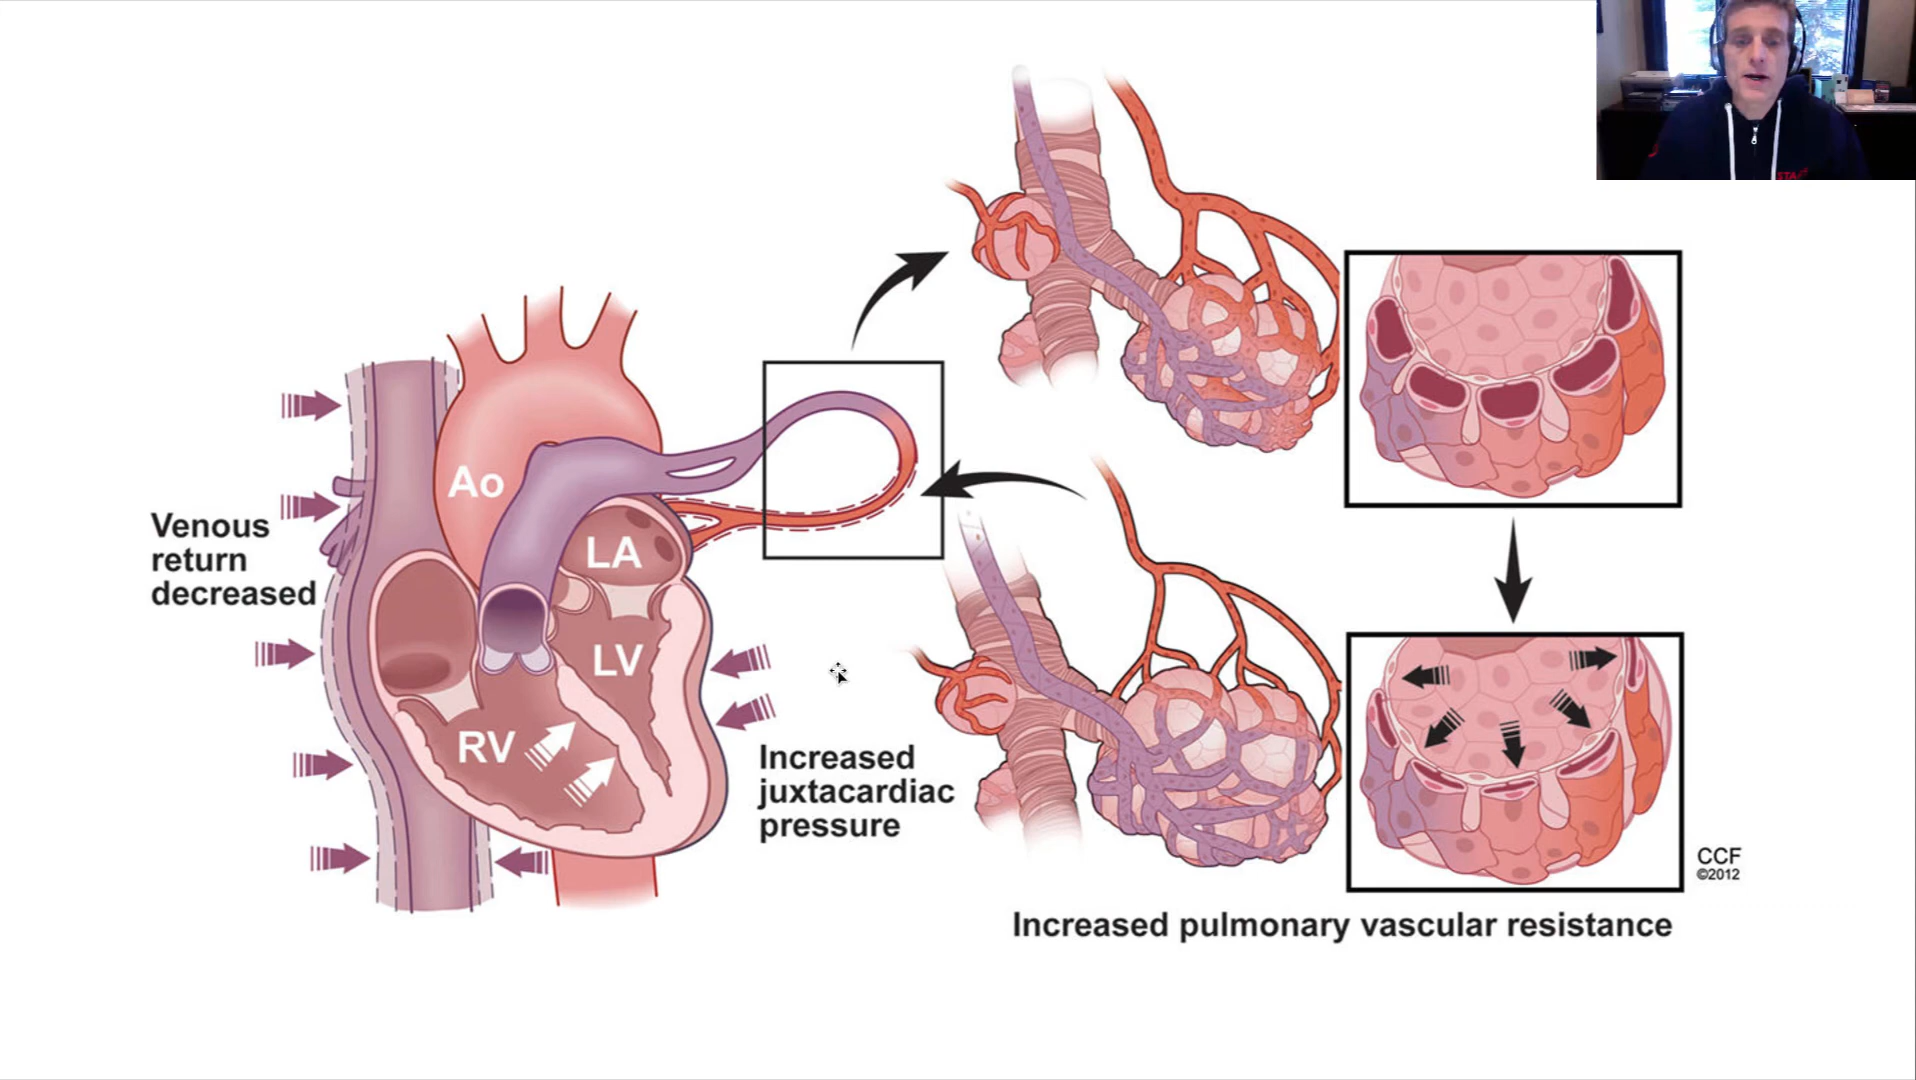 Ao
LA
LV
RV
Venous
return
decreased
Increased
juxtacardiac
pressure
CCF
©2012
Increased pulmonary vascular resistance